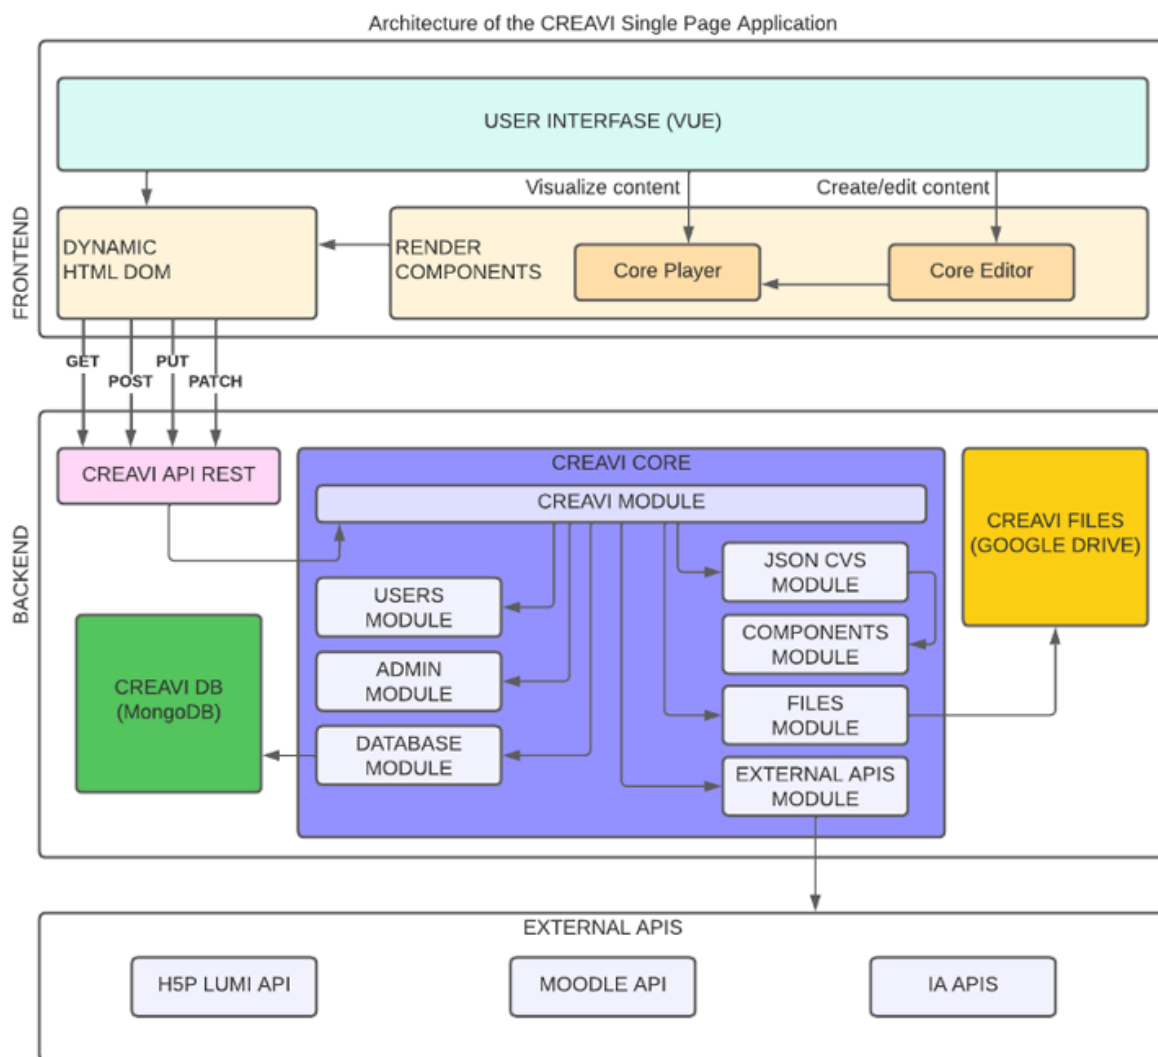 Architecture of the CREAVI Single Page Application
FRONTEND
USER INTERFASE (VUE)
Visualize content
Create/edit content
DYNAMIC
HTML DOM
RENDER
COMPONENTS
Core Player
Core Editor
GET
POST
PUT
PATCH
BACKEND
CREAVI API REST
CREAVI CORE
CREAVI MODULE
CREAVI FILES
(GOOGLE DRIVE)
USERS
MODULE
ADMIN
MODULE
DATABASE
MODULE
CREAVI DB
(MongoDB)
JSON CVS
MODULE
COMPONENTS
MODULE
FILES
MODULE
EXTERNAL APIS
MODULE
EXTERNAL APIS
H5P LUMI API
MOODLE API
IA APIS